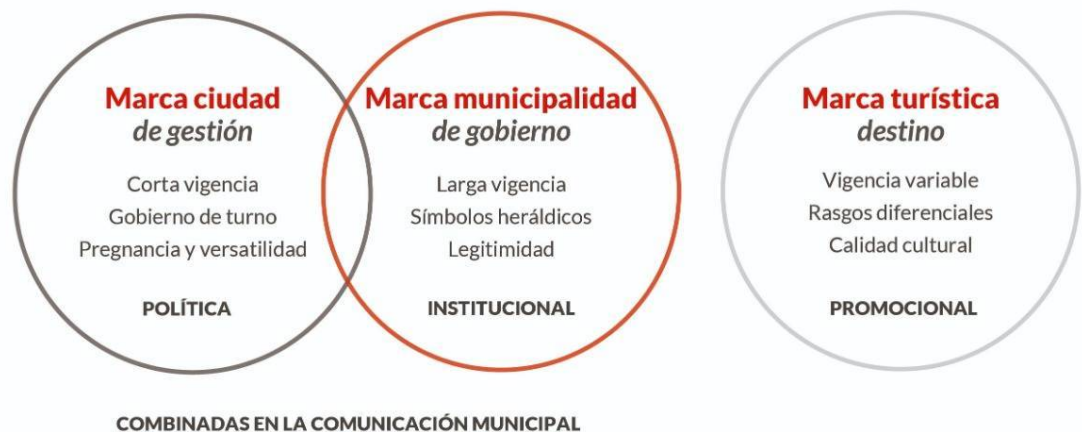 Marca ciudad
de gestión
Corta vigencia
Gobierno de turno
Pregnancia y versatilidad
POLÍTICA
Marca municipalidad
de gobierno
Larga vigencia
Símbolos heráldicos
Legitimidad
INSTITUCIONAL
Marca turística
destino
Vigencia variable
Rasgos diferenciales
Calidad cultural
PROMOCIONAL
COMBINADAS EN LA COMUNICACIÓN MUNICIPAL